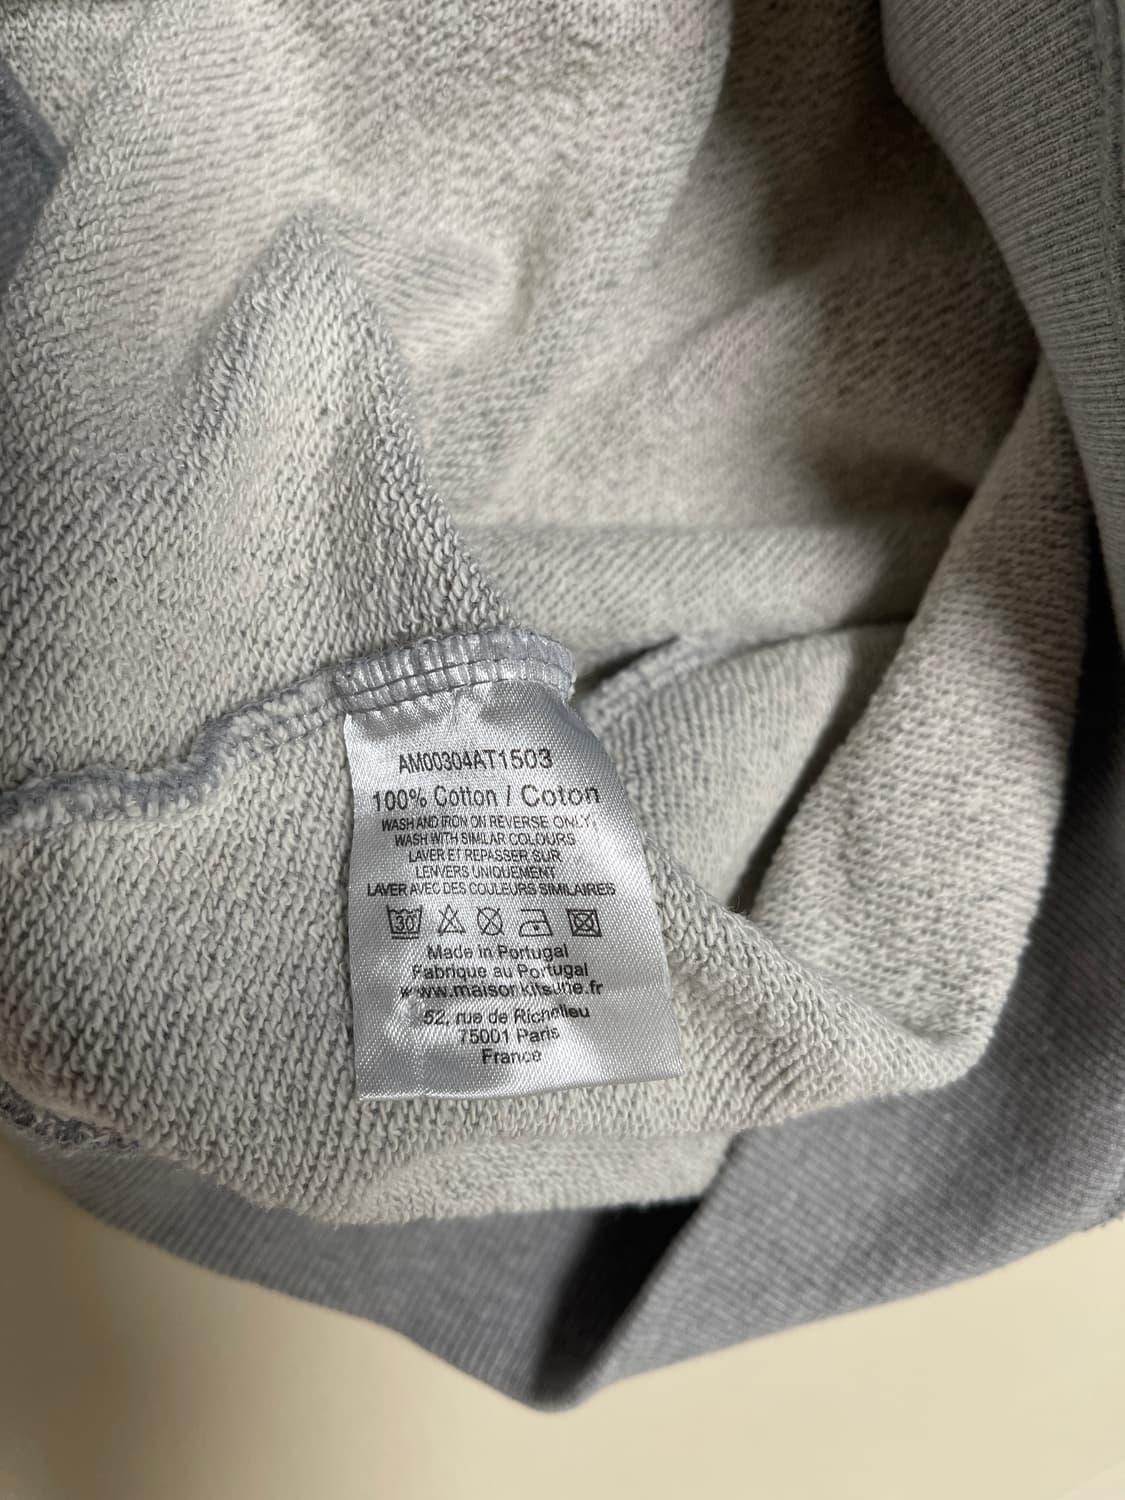 AM00304AT1503
100% Cotton / Coton
WASH AND IRON ON REVERSE ONLY,
WASH WITH SIMILAR COLOURS
LAVER ET REPASSER SUR
LENVERS UNIQUEMENT
LAVER AVEC DES COULEURS SIMILAIRES
30°
Made in Portugal
Fabrique au Portugal
www.maisonkitsune.fr
52, rue de Richelieu
75001 Paris
France